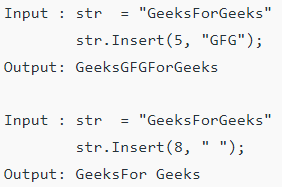 Input : str  = "GeeksForGeeks"
        str.Insert(5, "GFG");
Output: GeeksGFGForGeeks

Input : str  = "GeeksForGeeks"
        str.Insert(8, " ");
Output: GeeksFor Geeks